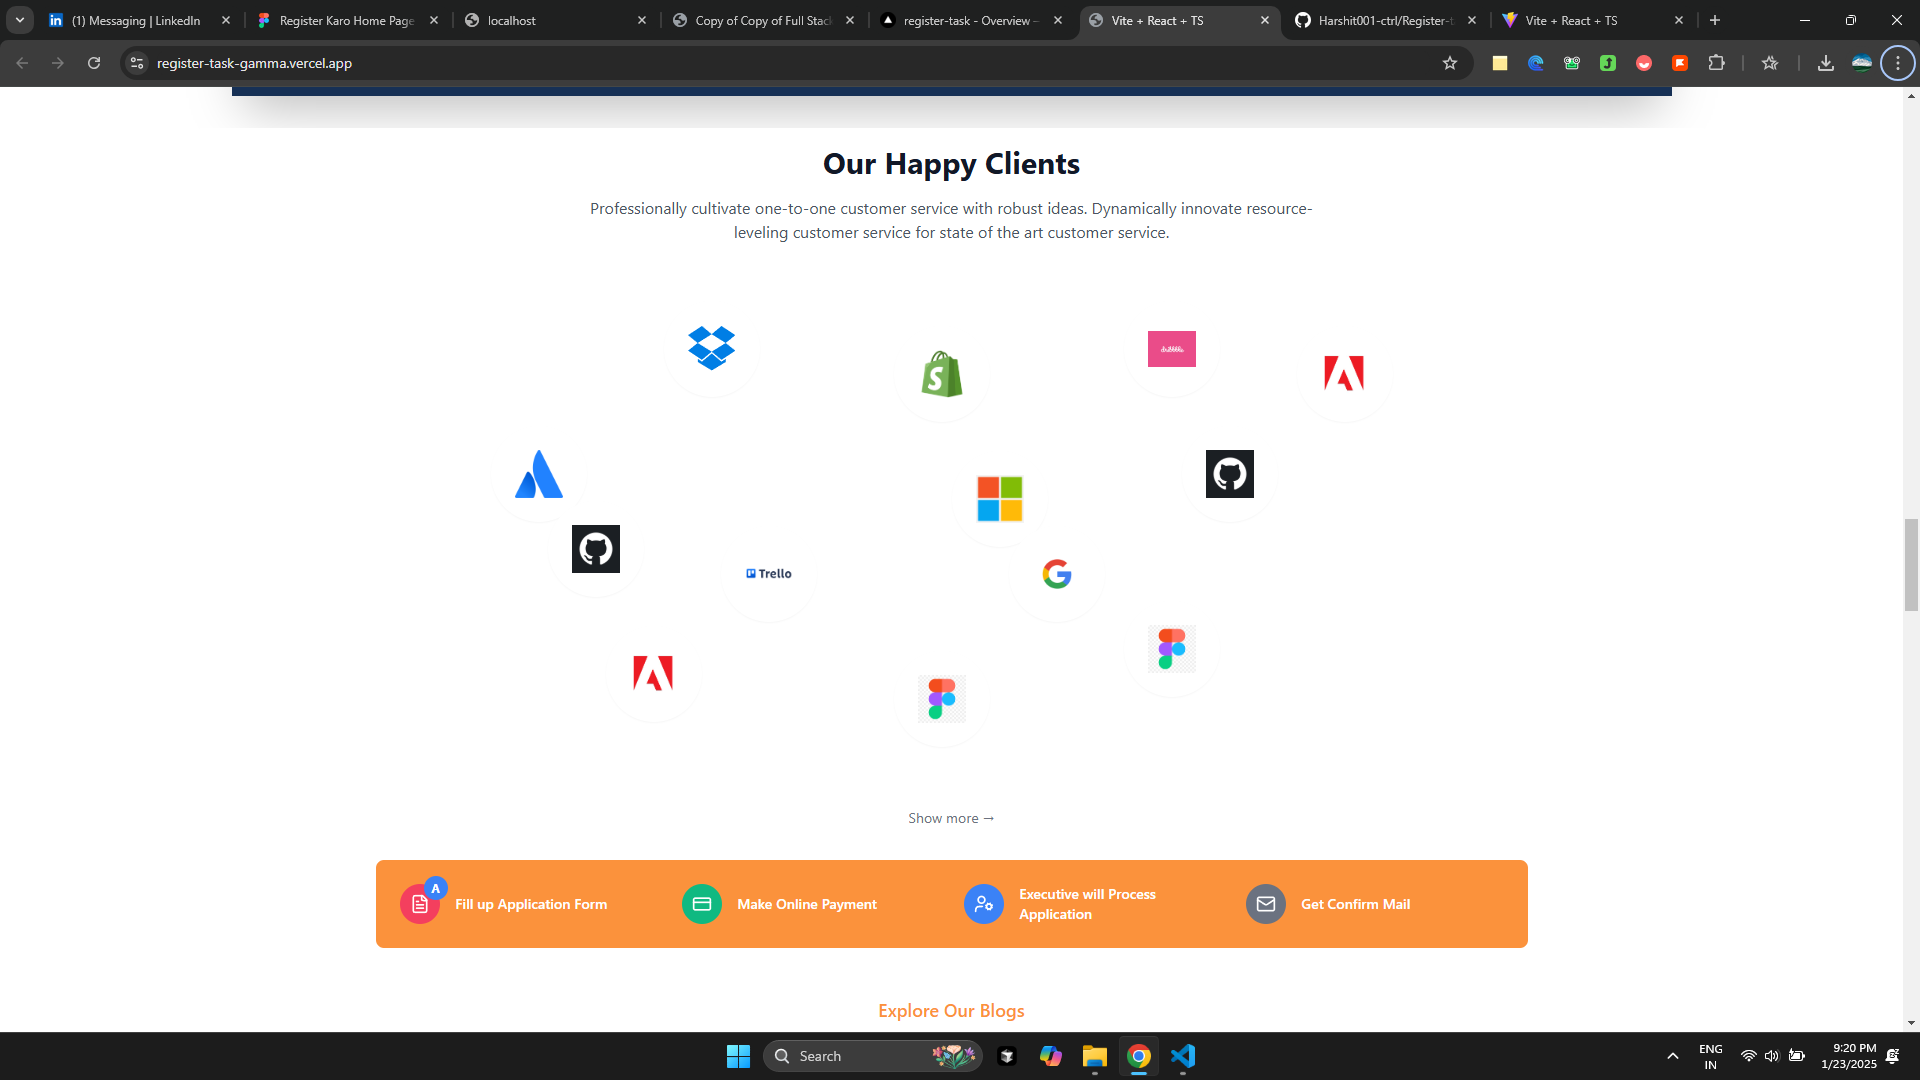 (1) Messaging | LinkedIn
Register Karo Home Page
localhost
Copy of Copy of Full Stack
register-task - Overview –
Vite + React + TS
Harshit001-ctrl/Register-t
Vite + React + TS
register-task-gamma.vercel.app
Our Happy Clients
Professionally cultivate one-to-one customer service with robust ideas. Dynamically innovate resource-
leveling customer service for state of the art customer service.
dribbble
Trello
Show more →
A
Fill up Application Form
Make Online Payment
Executive will Process
Application
Get Confirm Mail
Explore Our Blogs
Search
ENG
IN
9:20 PM
1/23/2025